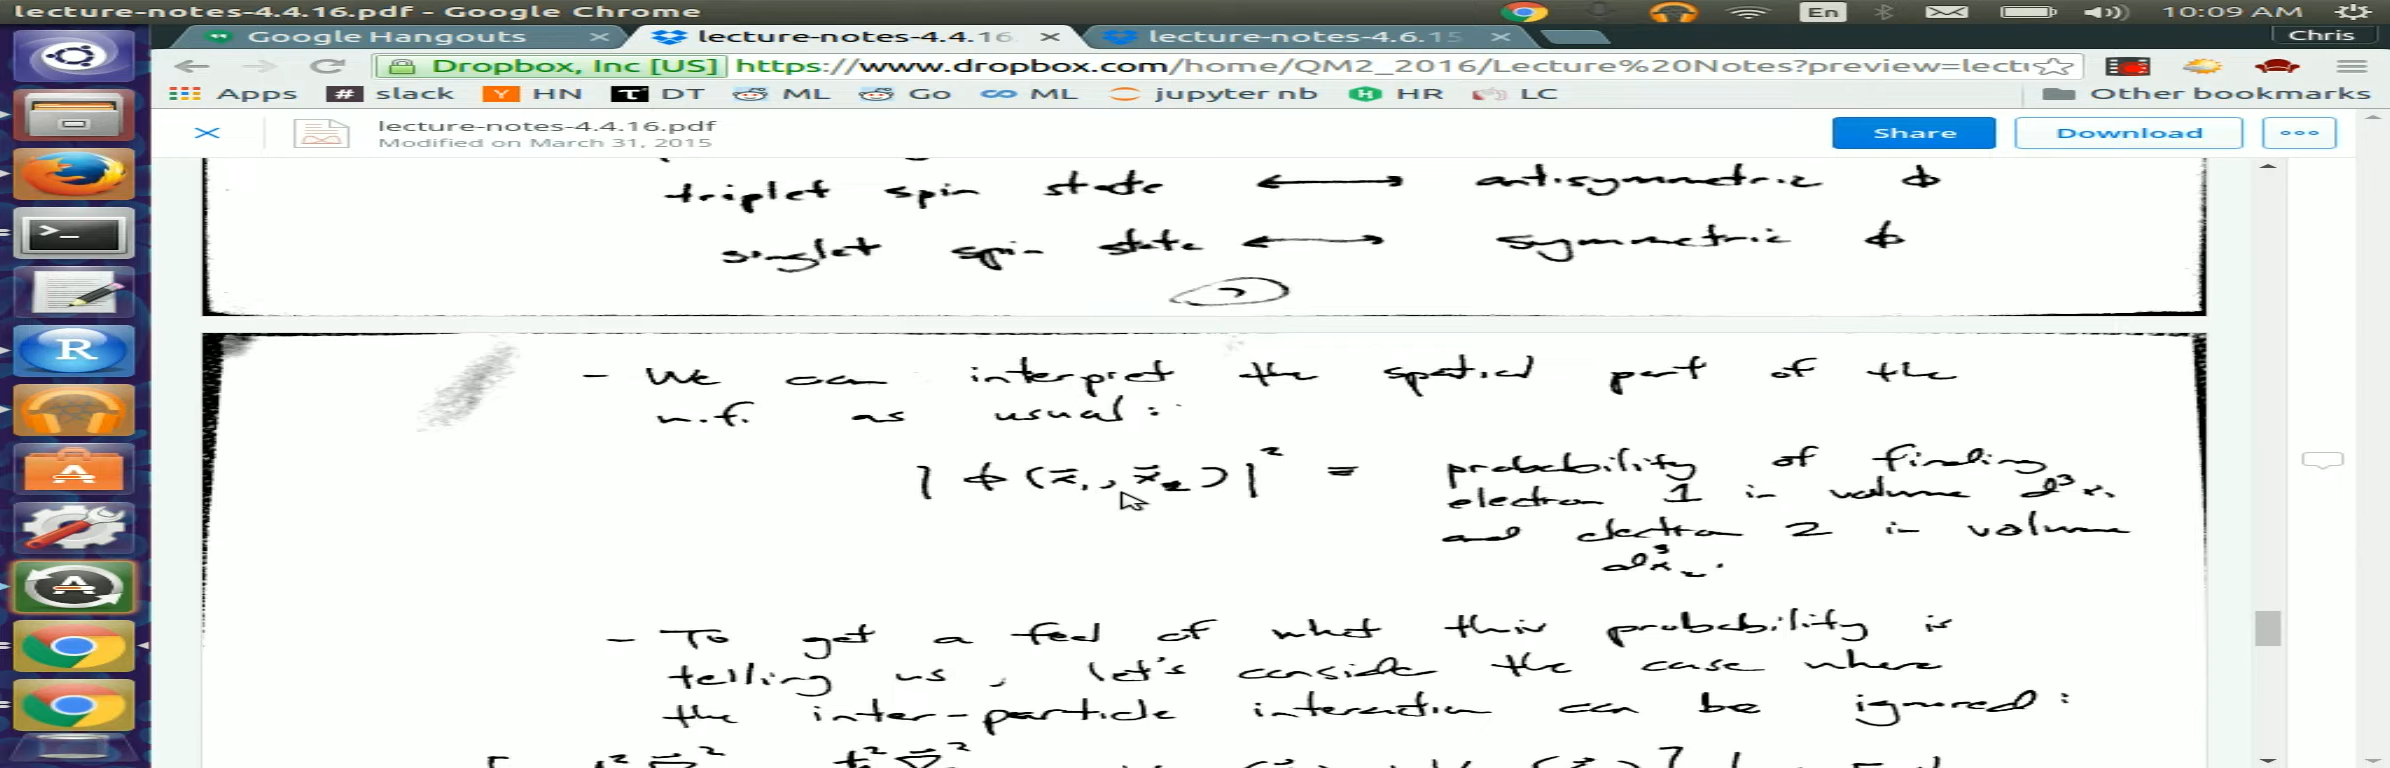 lecture-notes-4.4.16.pdf - Google Chrome
En
10:09 AM
Google Hangouts
lecture-notes-4.4.16
lecture-notes-4.6.15
Chris
Dropbox, Inc [US]
https://www.dropbox.com/home/QM2_2016/Lecture%20Notes?preview=lect
Apps
slack
HN
DT
ML
Go
ML
jupyter nb
HR
LC
Other bookmarks
lecture-notes-4.4.16.pdf
Modified on March 31, 2015
Share
Download
triplet spin state ⟷ antisymmetric ϕ
singlet spin state ⟷ symmetric ϕ
- We can interpret the spatial part of the
w.f. as usual:
|ϕ(x̄₁, x̄₂)|² = probability of finding
electron 1 in volume d³x₁
and electron 2 in volume
d³x₂.
- To get a feel of what this probability is
telling us, let's consider the case where
the inter-particle interaction can be ignored: